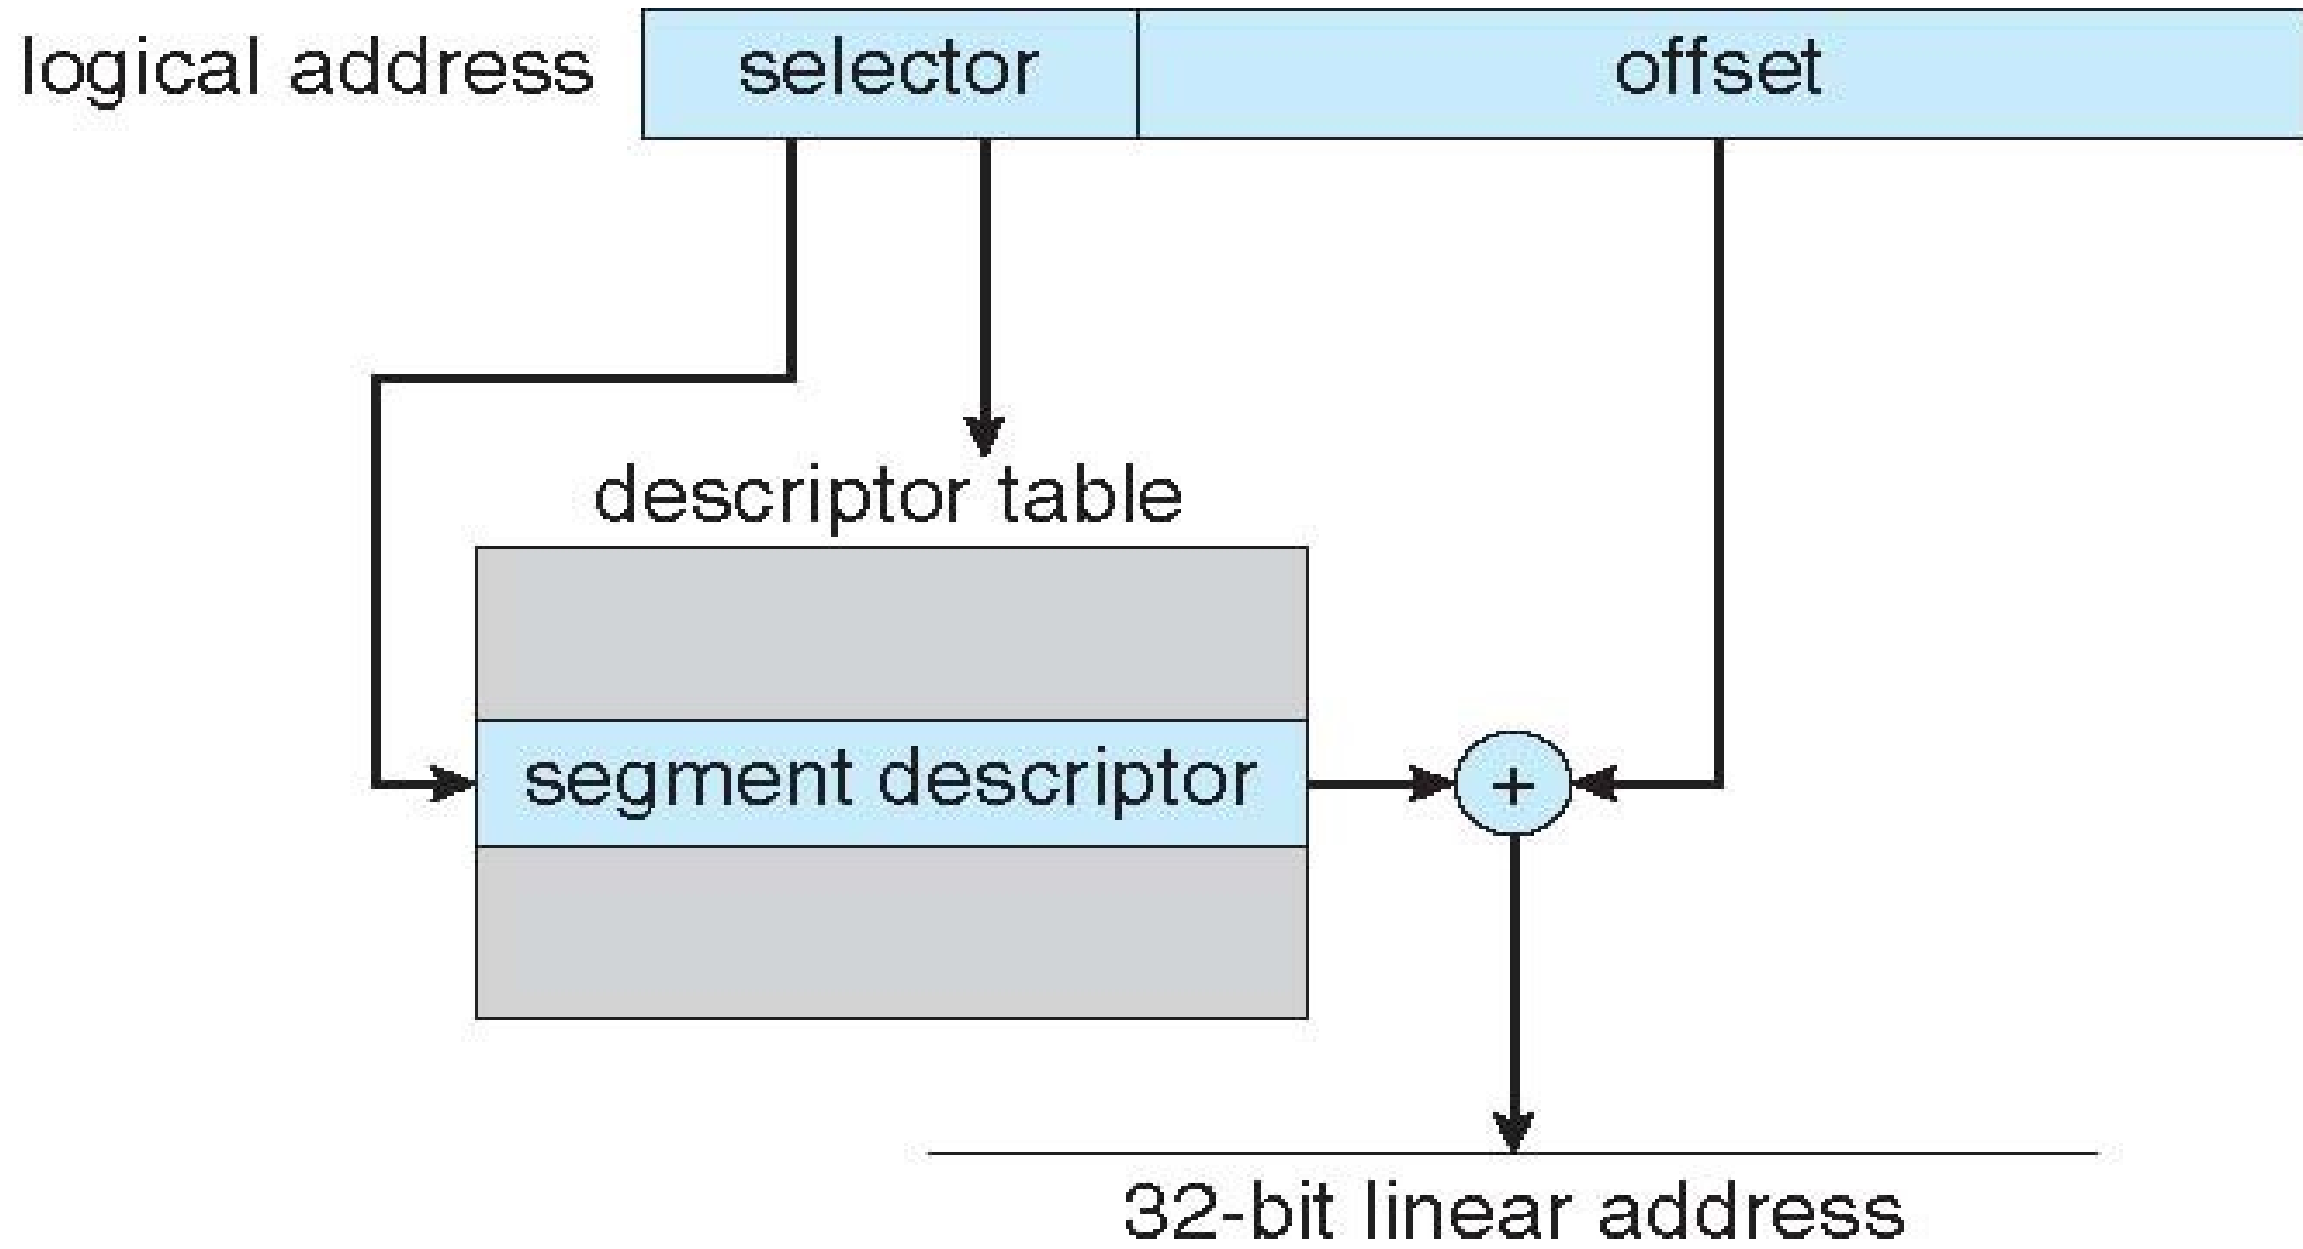 logical address
selector
offset
descriptor table
segment descriptor
+
32-bit linear address